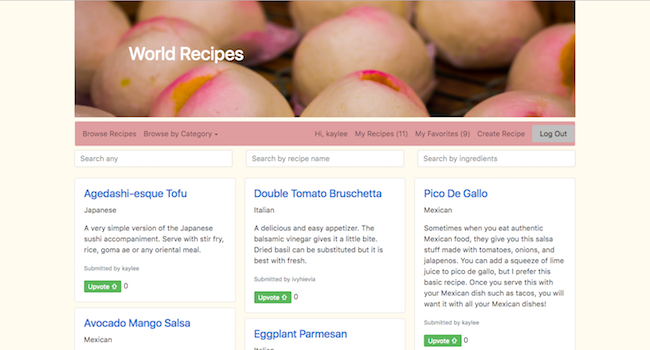 World Recipes
Browse Recipes Browse by Category Hi, kaylee My Recipes (11) My Favorites (9) Create Recipe Log Out
Search any Search by recipe name Search by ingredients
Agedashi-esque Tofu
Japanese
A very simple version of the Japanese
sushi accompaniment. Serve with stir fry,
rice, goma ae or any oriental meal.
Submitted by kaylee
Upvote 0
Avocado Mango Salsa
Mexican
Double Tomato Bruschetta
Italian
A delicious and easy appetizer. The
balsamic vinegar gives it a little bite.
Dried basil can be substituted but it is
best with fresh.
Submitted by ivyhievia
Upvote 0
Eggplant Parmesan
Italian
Pico De Gallo
Mexican
Sometimes when you eat authentic
Mexican food, they give you this salsa
stuff made with tomatoes, onions, and
jalapenos. You can add a squeeze of lime
juice to pico de gallo, but I prefer this
basic recipe. Once you serve this with
your Mexican dish such as tacos, you will
want it with all your Mexican dishes!
Submitted by kaylee
Upvote 0